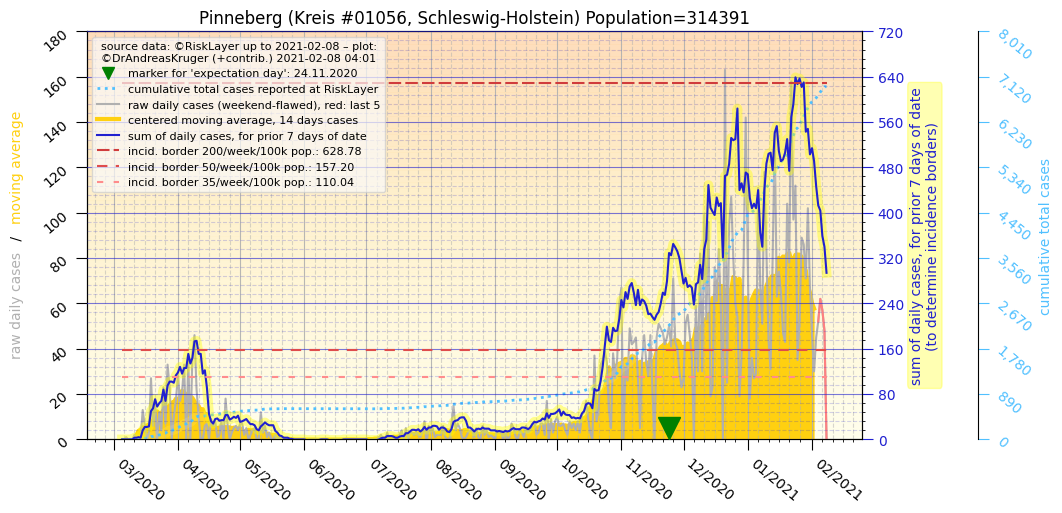 Pinneberg (Kreis #01056, Schleswig-Holstein) Population=314391
source data: ©RiskLayer up to 2021-02-08 – plot:
©DrAndreasKruger (+contrib.) 2021-02-08 04:01
marker for 'expectation day': 24.11.2020
cumulative total cases reported at RiskLayer
raw daily cases (weekend-flawed), red: last 5
centered moving average, 14 days cases
sum of daily cases, for prior 7 days of date
incid. border 200/week/100k pop.: 628.78
incid. border 50/week/100k pop.: 157.20
incid. border 35/week/100k pop.: 110.04
raw daily cases / moving average
180
160
140
120
100
80
60
40
20
0
03/2020
04/2020
05/2020
06/2020
07/2020
08/2020
09/2020
10/2020
11/2020
12/2020
01/2021
02/2021
720
640
560
480
400
320
240
160
80
0
sum of daily cases, for prior 7 days of date
(to determine incidence borders)
8,010
7,120
6,230
5,340
4,450
3,560
2,670
1,780
890
0
cumulative total cases